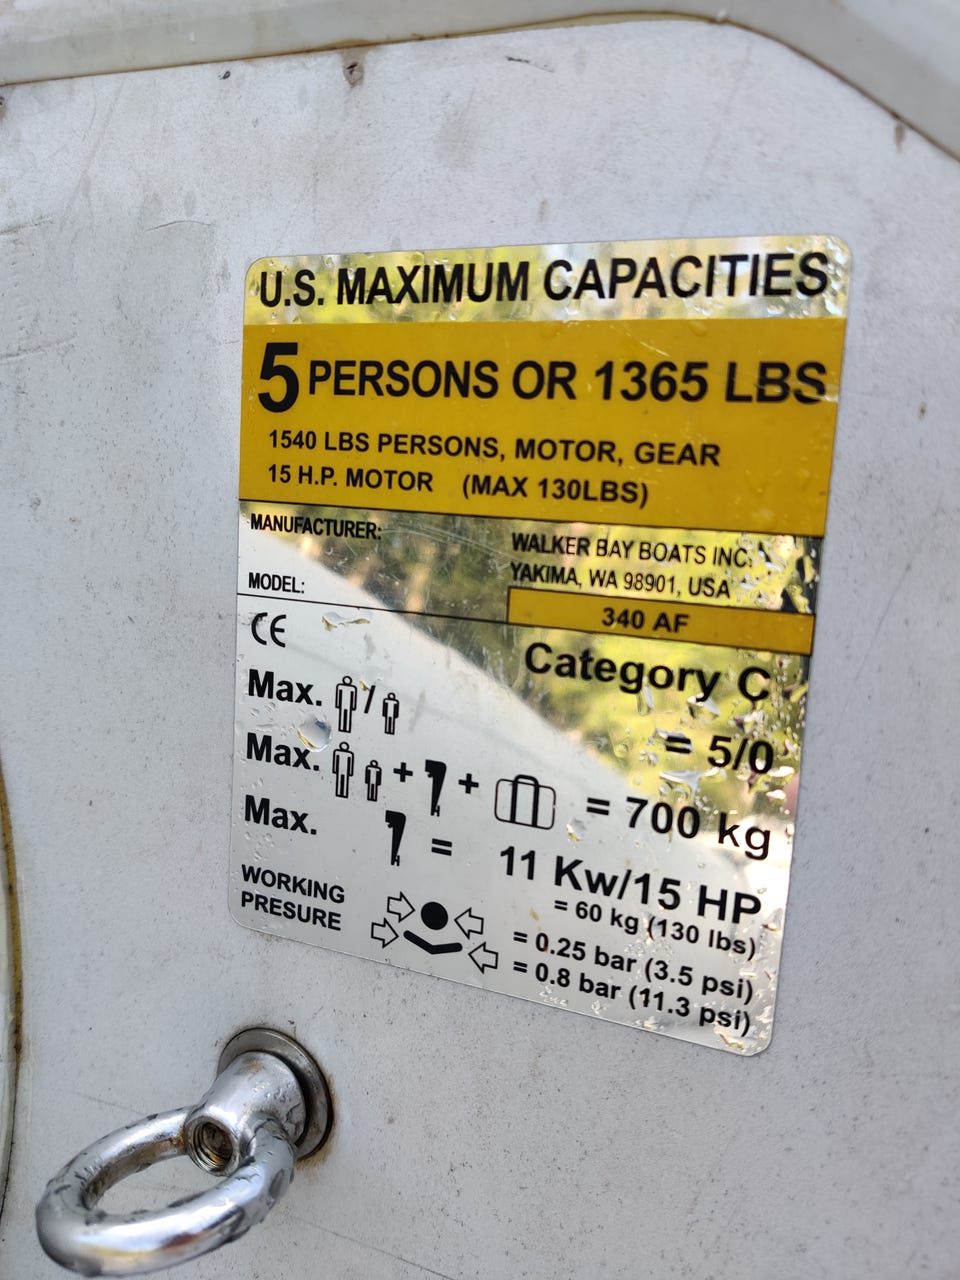 U.S. MAXIMUM CAPACITIES
5 PERSONS OR 1365 LBS
1540 LBS PERSONS, MOTOR, GEAR
15 H.P. MOTOR (MAX 130LBS)
MANUFACTURER: WALKER BAY BOATS INC.
YAKIMA, WA 98901, USA
MODEL: 340 AF
CE Category C
Max. / = 5/0
Max. + + = 700 kg
Max. = 11 Kw/15 HP
= 60 kg (130 lbs)
WORKING PRESURE
= 0.25 bar (3.5 psi)
= 0.8 bar (11.3 psi)